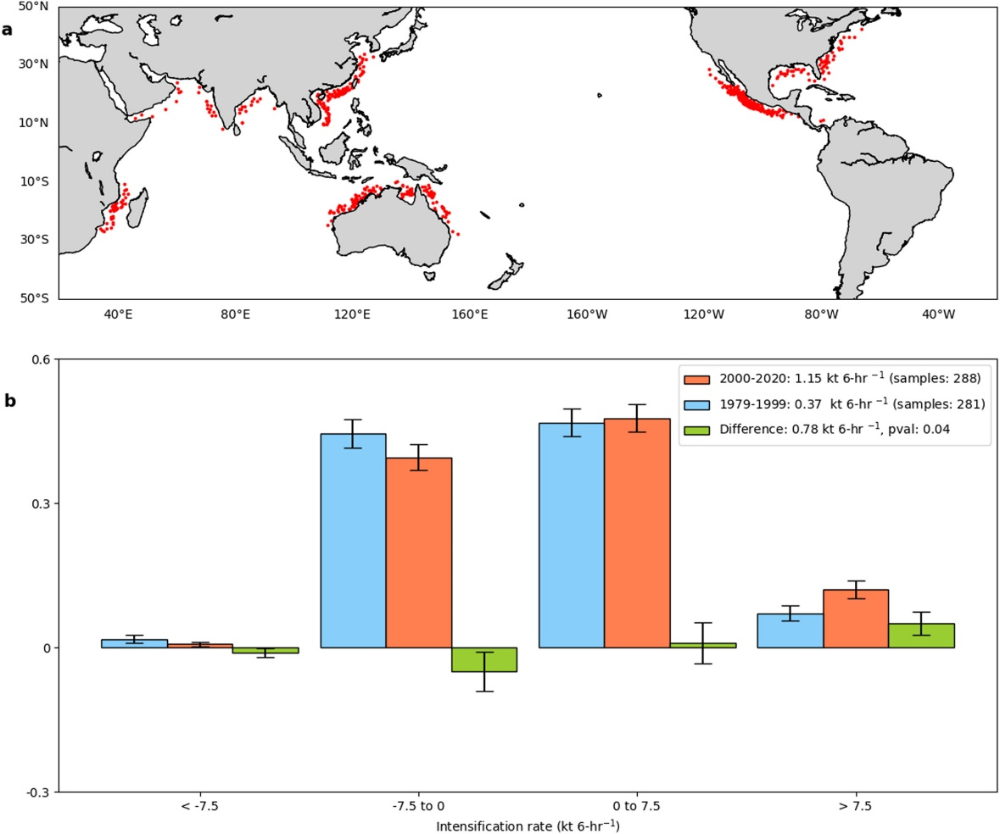 a
50°N
30°N
10°N
10°S
30°S
50°S
40°E 80°E 120°E 160°E 160°W 120°W 80°W 40°W
b
0.6
0.3
0
-0.3
2000-2020: 1.15 kt 6-hr ⁻¹ (samples: 288)
1979-1999: 0.37 kt 6-hr ⁻¹ (samples: 281)
Difference: 0.78 kt 6-hr ⁻¹, pval: 0.04
< -7.5 -7.5 to 0 0 to 7.5 > 7.5
Intensification rate (kt 6-hr⁻¹)